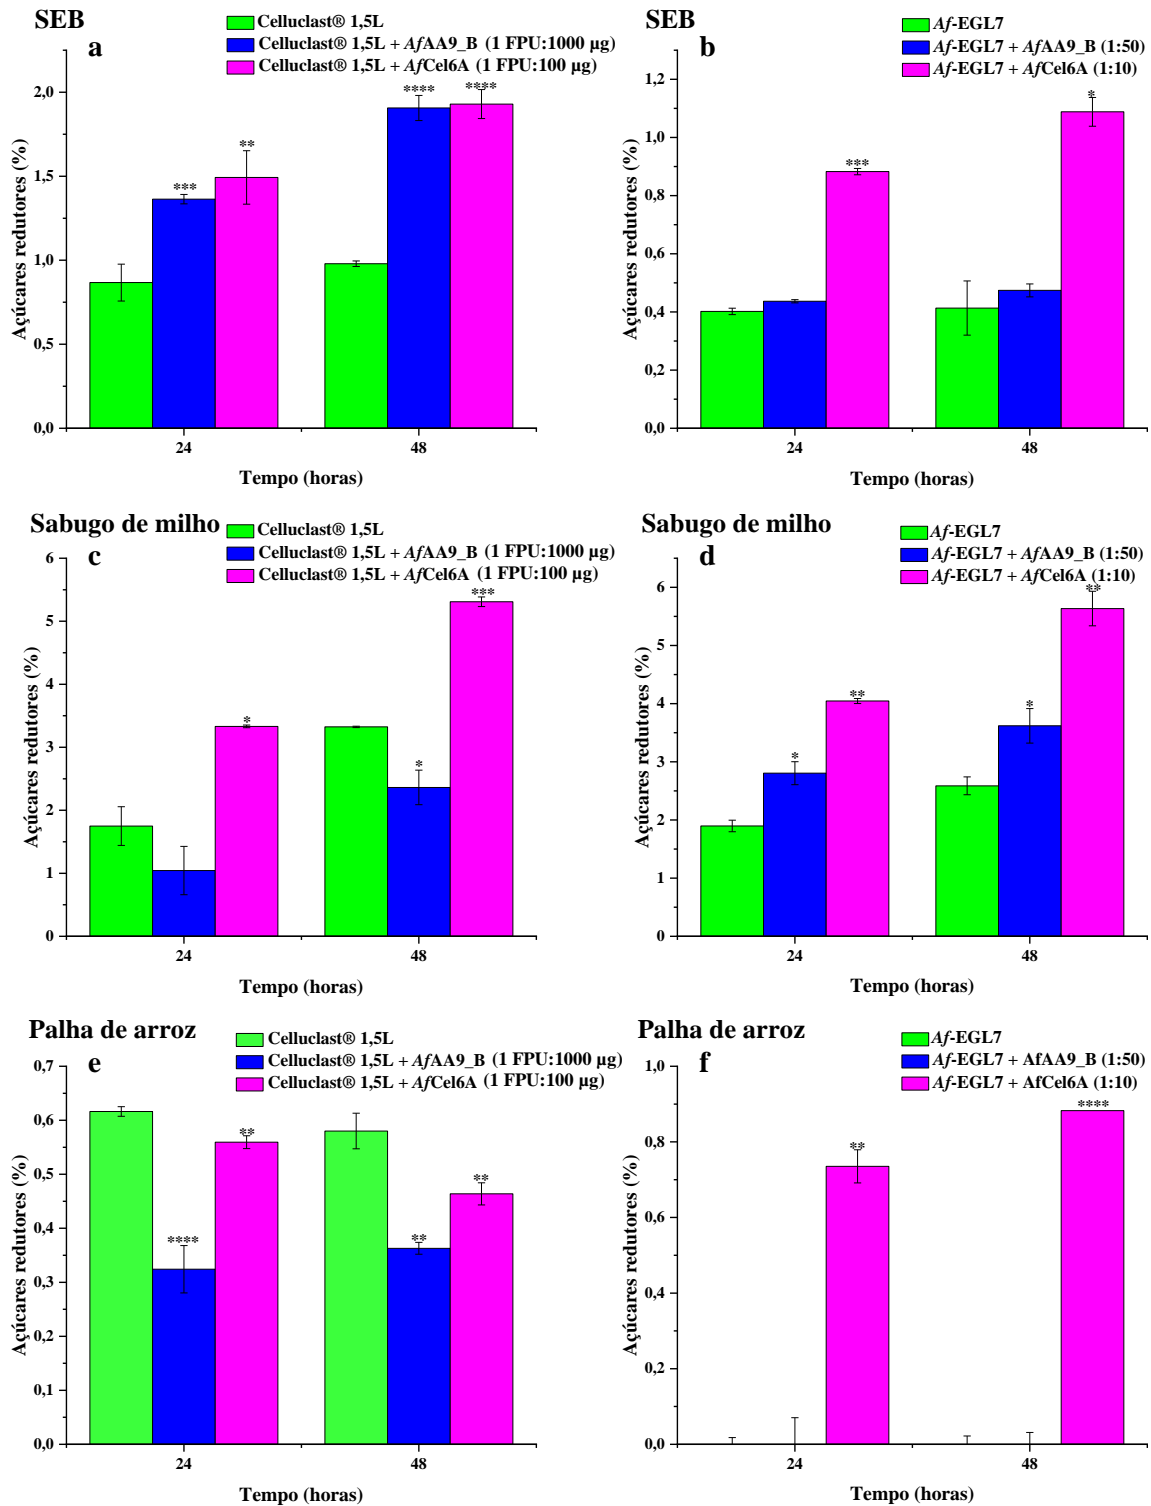 SEB
a
Celluclast® 1,5L
Celluclast® 1,5L + AfAA9_B (1 FPU:1000 µg)
Celluclast® 1,5L + AfCel6A (1 FPU:100 µg)
Açúcares redutores (%)
2,0
1,5
1,0
0,5
0,0
**** ****
*** **
24 48
Tempo (horas)
SEB
b
Af-EGL7
Af-EGL7 + AfAA9_B (1:50)
Af-EGL7 + AfCel6A (1:10)
Açúcares redutores (%)
1,2
1,0
0,8
0,6
0,4
0,2
0,0
*** *
24 48
Tempo (horas)
Sabugo de milho
c
Celluclast® 1,5L
Celluclast® 1,5L + AfAA9_B (1 FPU:1000 µg)
Celluclast® 1,5L + AfCel6A (1 FPU:100 µg)
Açúcares redutores (%)
6
5
4
3
2
1
0
* * ***
24 48
Tempo (horas)
Sabugo de milho
d
Af-EGL7
Af-EGL7 + AfAA9_B (1:50)
Af-EGL7 + AfCel6A (1:10)
Açúcares redutores (%)
6
5
4
3
2
1
0
* ** * **
24 48
Tempo (horas)
Palha de arroz
e
Celluclast® 1,5L
Celluclast® 1,5L + AfAA9_B (1 FPU:1000 µg)
Celluclast® 1,5L + AfCel6A (1 FPU:100 µg)
Açúcares redutores (%)
0,7
0,6
0,5
0,4
0,3
0,2
0,1
0,0
**** ** ** **
24 48
Tempo (horas)
Palha de arroz
f
Af-EGL7
Af-EGL7 + AfAA9_B (1:50)
Af-EGL7 + AfCel6A (1:10)
Açúcares redutores (%)
1,0
0,8
0,6
0,4
0,2
0,0
** ****
24 48
Tempo (horas)